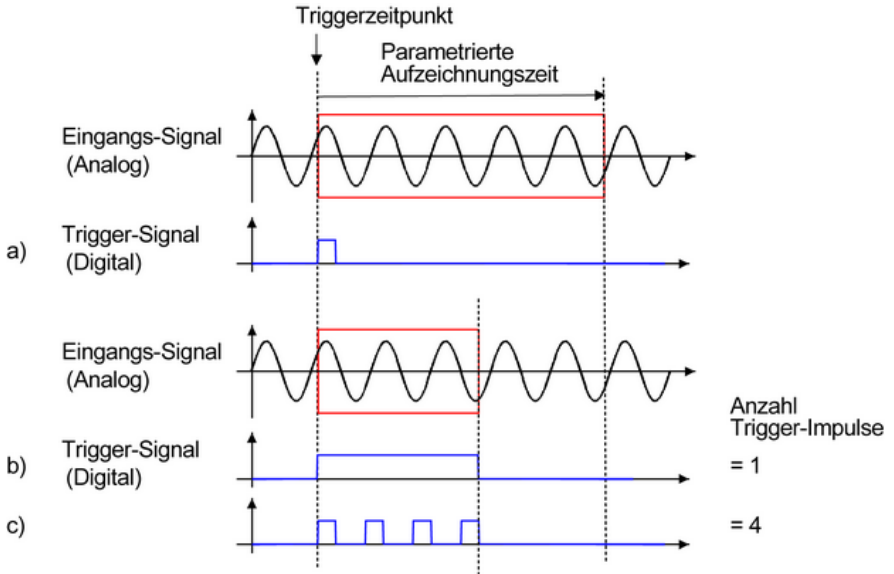 Triggerzeitpunkt
Parametrierte
Aufzeichnungszeit
Eingangs-Signal
(Analog)
a)
Trigger-Signal
(Digital)
Eingangs-Signal
(Analog)
Anzahl
Trigger-Impulse
b)
Trigger-Signal
(Digital)
= 1
c)
= 4